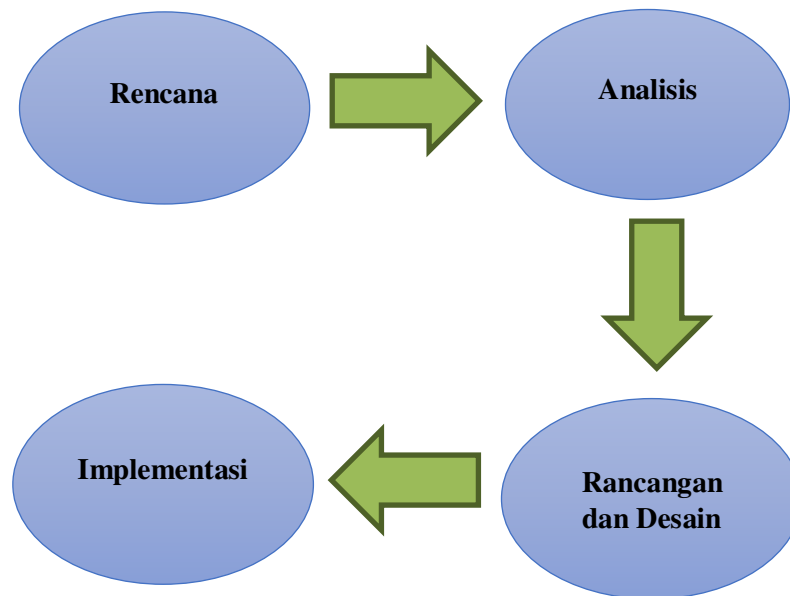 Rencana
Analisis
Rancangan
dan Desain
Implementasi